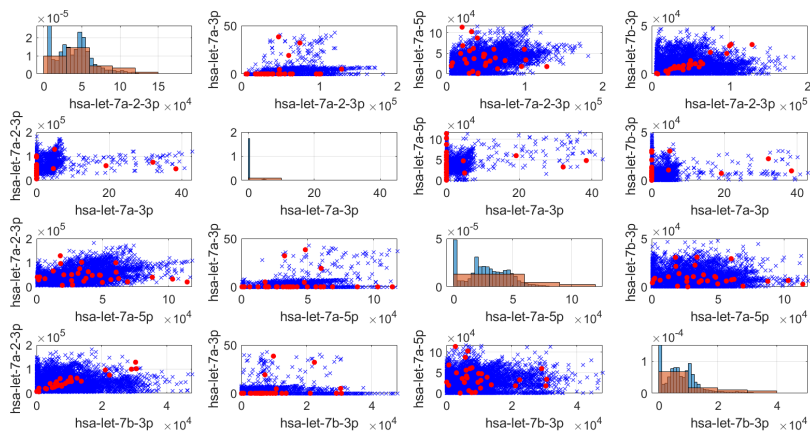 × 10⁻⁵
2
1
0
0 5 10 15
× 10⁴
hsa-let-7a-2-3p
hsa-let-7a-3p
50
0
0 1 2
× 10⁵
hsa-let-7a-2-3p
hsa-let-7a-5p
× 10⁴
10
5
0
0 1 2
× 10⁵
hsa-let-7a-2-3p
hsa-let-7b-3p
× 10⁴
5
0
0 1 2
× 10⁵
hsa-let-7a-2-3p
hsa-let-7a-2-3p
× 10⁵
2
1
0
0 20 40
hsa-let-7a-3p
2
1
0
0 20 40
hsa-let-7a-3p
hsa-let-7a-5p
× 10⁴
10
5
0
0 20 40
hsa-let-7a-3p
hsa-let-7b-3p
× 10⁴
5
0
0 20 40
hsa-let-7a-3p
hsa-let-7a-2-3p
× 10⁵
2
1
0
0 5 10
× 10⁴
hsa-let-7a-5p
hsa-let-7a-3p
50
0
0 5 10
× 10⁴
hsa-let-7a-5p
× 10⁻⁵
5
0
0 5 10
× 10⁴
hsa-let-7a-5p
hsa-let-7b-3p
× 10⁴
5
0
0 5 10
× 10⁴
hsa-let-7a-5p
hsa-let-7a-2-3p
× 10⁵
2
1
0
0 2 4
× 10⁴
hsa-let-7b-3p
hsa-let-7a-3p
50
0
0 2 4
× 10⁴
hsa-let-7b-3p
hsa-let-7a-5p
× 10⁴
10
5
0
0 2 4
× 10⁴
hsa-let-7b-3p
× 10⁻⁴
1
0
0 2 4
× 10⁴
hsa-let-7b-3p